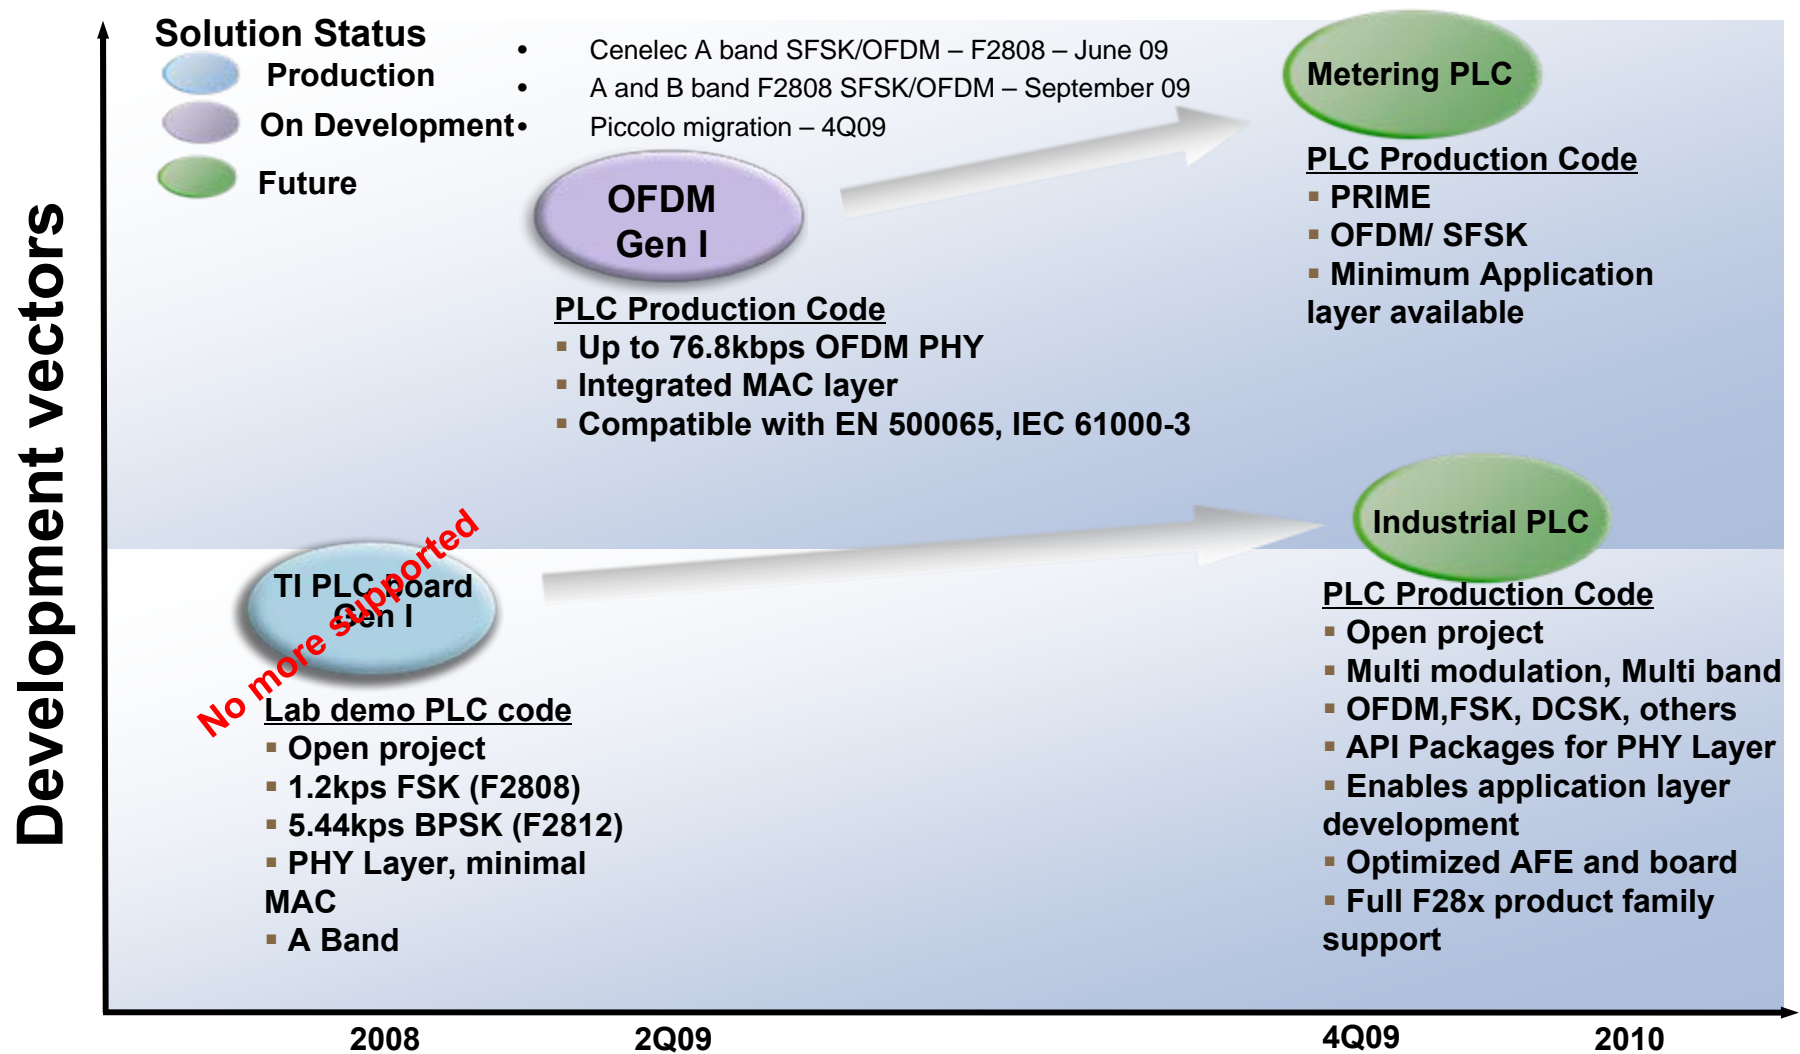 Solution Status
Production
On Development
Future
• Cenelec A band SFSK/OFDM – F2808 – June 09
• A and B band F2808 SFSK/OFDM – September 09
• Piccolo migration – 4Q09
Metering PLC
PLC Production Code
▪ PRIME
▪ OFDM/ SFSK
▪ Minimum Application
layer available
OFDM
Gen I
PLC Production Code
▪ Up to 76.8kbps OFDM PHY
▪ Integrated MAC layer
▪ Compatible with EN 500065, IEC 61000-3
Development vectors
TI PLC board
Gen I
No more supported
Lab demo PLC code
▪ Open project
▪ 1.2kps FSK (F2808)
▪ 5.44kps BPSK (F2812)
▪ PHY Layer, minimal
MAC
▪ A Band
Industrial PLC
PLC Production Code
▪ Open project
▪ Multi modulation, Multi band
▪ OFDM,FSK, DCSK, others
▪ API Packages for PHY Layer
▪ Enables application layer
development
▪ Optimized AFE and board
▪ Full F28x product family
support
2008
2Q09
4Q09
2010